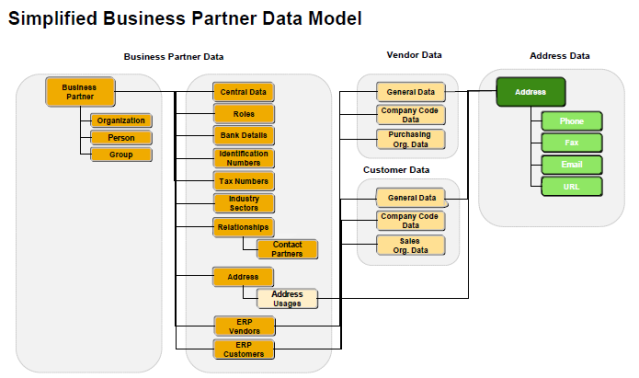 Simplified Business Partner Data Model
Business Partner Data
Vendor Data
Address Data
Business
Partner
Organization
Person
Group
Central Data
Roles
Bank Details
Identification
Numbers
Tax Numbers
Industry
Sectors
Relationships
Contact
Partners
Address
Address
Usages
ERP
Vendors
ERP
Customers
General Data
Company Code
Data
Purchasing
Org. Data
Customer Data
General Data
Company Code
Data
Sales
Org. Data
Address
Phone
Fax
Email
URL